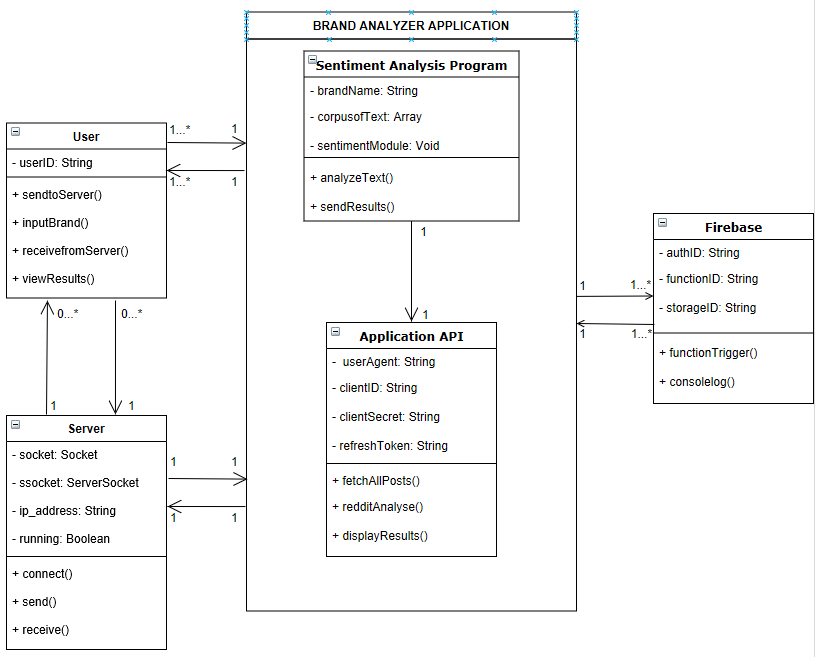 BRAND ANALYZER APPLICATION
Sentiment Analysis Program
- brandName: String
- corpusofText: Array
- sentimentModule: Void
+ analyzeText()
+ sendResults()
1
1
User
- userID: String
+ sendtoServer()
+ inputBrand()
+ receivefromServer()
+ viewResults()
1...*
1
1...*
1
0...*
0...*
1
1
Server
- socket: Socket
- ssocket: ServerSocket
- ip_address: String
- running: Boolean
+ connect()
+ send()
+ receive()
1
1
1
1
Application API
- userAgent: String
- clientID: String
- clientSecret: String
- refreshToken: String
+ fetchAllPosts()
+ redditAnalyse()
+ displayResults()
1
1...*
1
1...*
Firebase
- authID: String
- functionID: String
- storageID: String
+ functionTrigger()
+ consolelog()